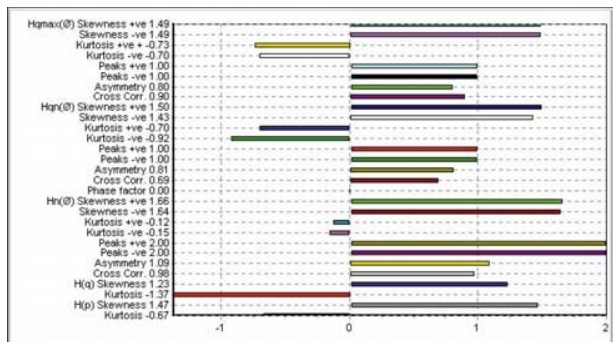 Hqmax(Ø) Skewness +ve 1.49
Skewness -ve 1.49
Kurtosis +ve + -0.73
Kurtosis -ve -0.70
Peaks +ve 1.00
Peaks -ve 1.00
Asymmetry 0.80
Cross Corr. 0.90
Hqn(Ø) Skewness +ve 1.50
Skewness -ve 1.43
Kurtosis +ve -0.70
Kurtosis -ve -0.92
Peaks +ve 1.00
Peaks -ve 1.00
Asymmetry 0.81
Cross Corr. 0.69
Phase factor 0.00
Hn(Ø) Skewness +ve 1.66
Skewness -ve 1.64
Kurtosis +ve -0.12
Kurtosis -ve -0.15
Peaks +ve 2.00
Peaks -ve 2.00
Asymmetry 1.09
Cross Corr. 0.98
H(q) Skewness 1.23
Kurtosis -1.37
H(p) Skewness 1.47
Kurtosis -0.67
-1 0 1 2